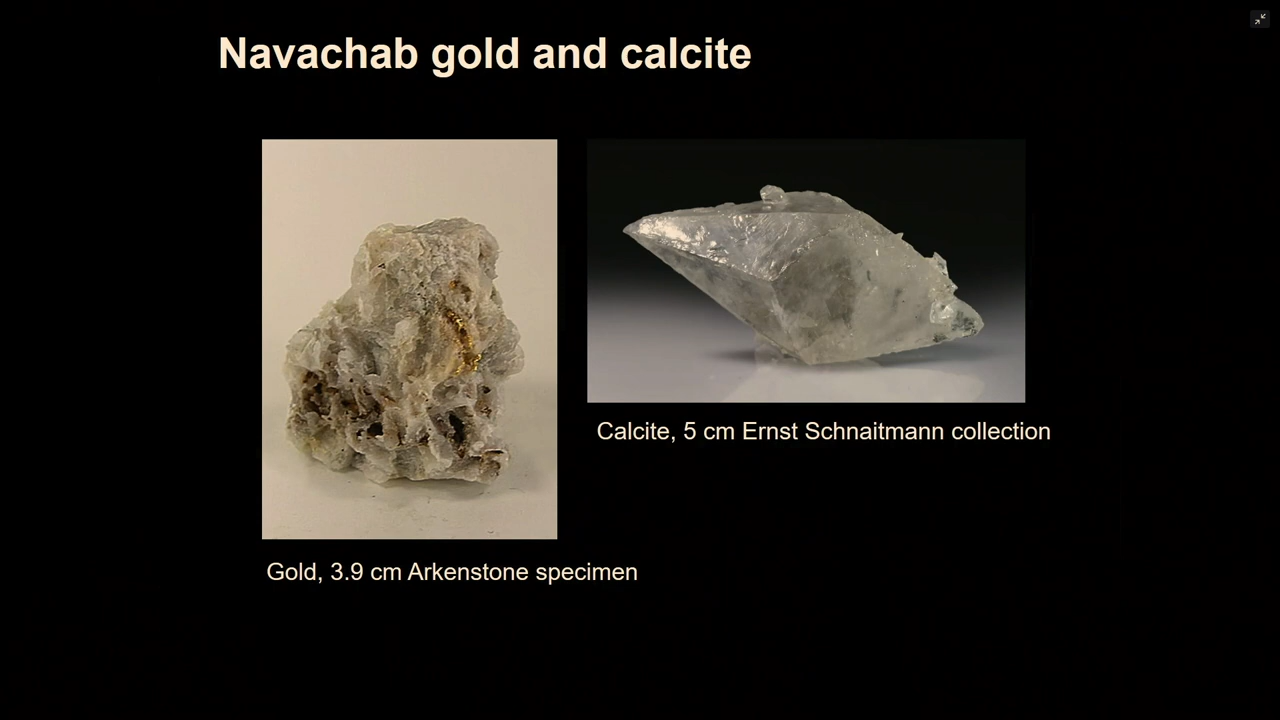 Navachab gold and calcite
Calcite, 5 cm Ernst Schnaitmann collection
Gold, 3.9 cm Arkenstone specimen